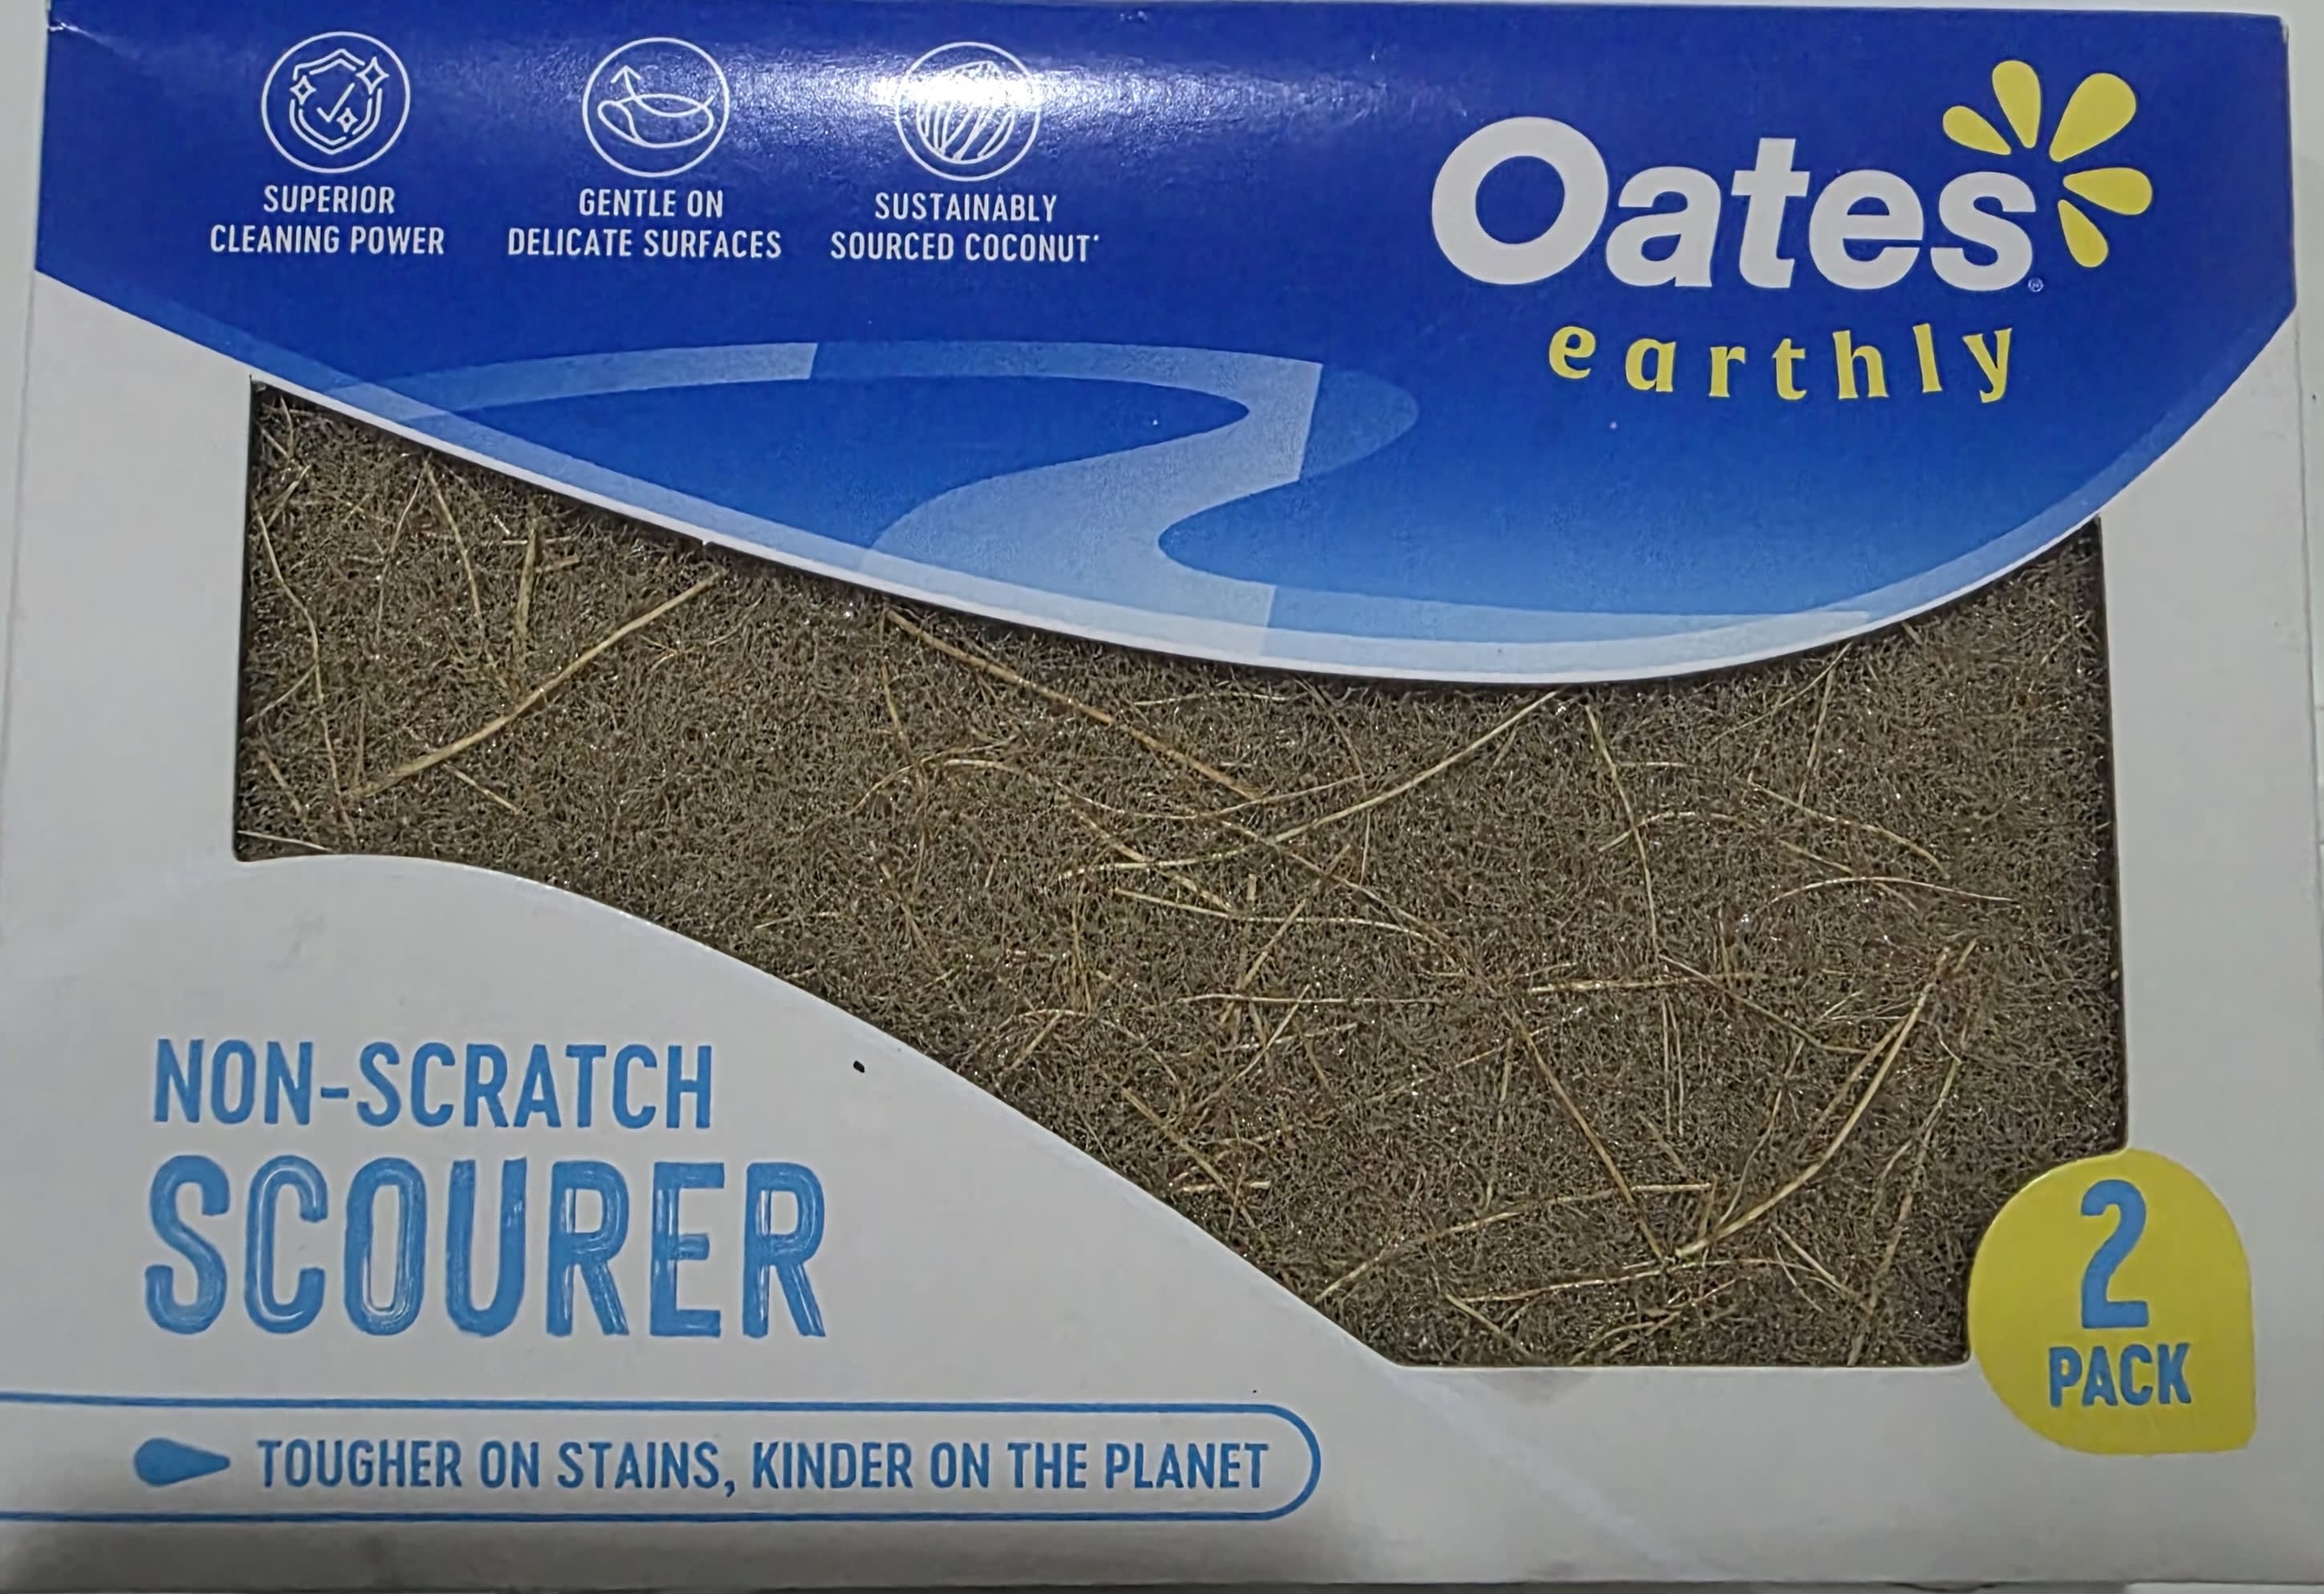 SUPERIOR
CLEANING POWER
GENTLE ON
DELICATE SURFACES
SUSTAINABLY
SOURCED COCONUT*
Oates®
earthly
NON-SCRATCH
SCOURER
TOUGHER ON STAINS, KINDER ON THE PLANET
2
PACK